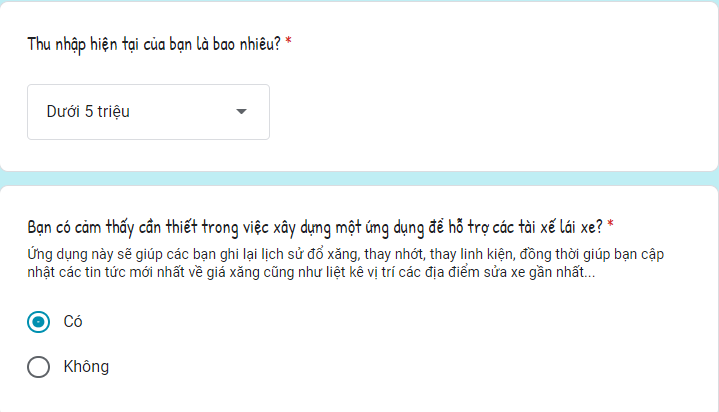 Thu nhập hiện tại của bạn là bao nhiêu? *
Dưới 5 triệu
Bạn có cảm thấy cần thiết trong việc xây dựng một ứng dụng để hỗ trợ các tài xế lái xe? *
Ứng dụng này sẽ giúp các bạn ghi lại lịch sử đổ xăng, thay nhớt, thay linh kiện, đồng thời giúp bạn cập
nhật các tin tức mới nhất về giá xăng cũng như liệt kê vị trí các địa điểm sửa xe gần nhất...
Có
Không